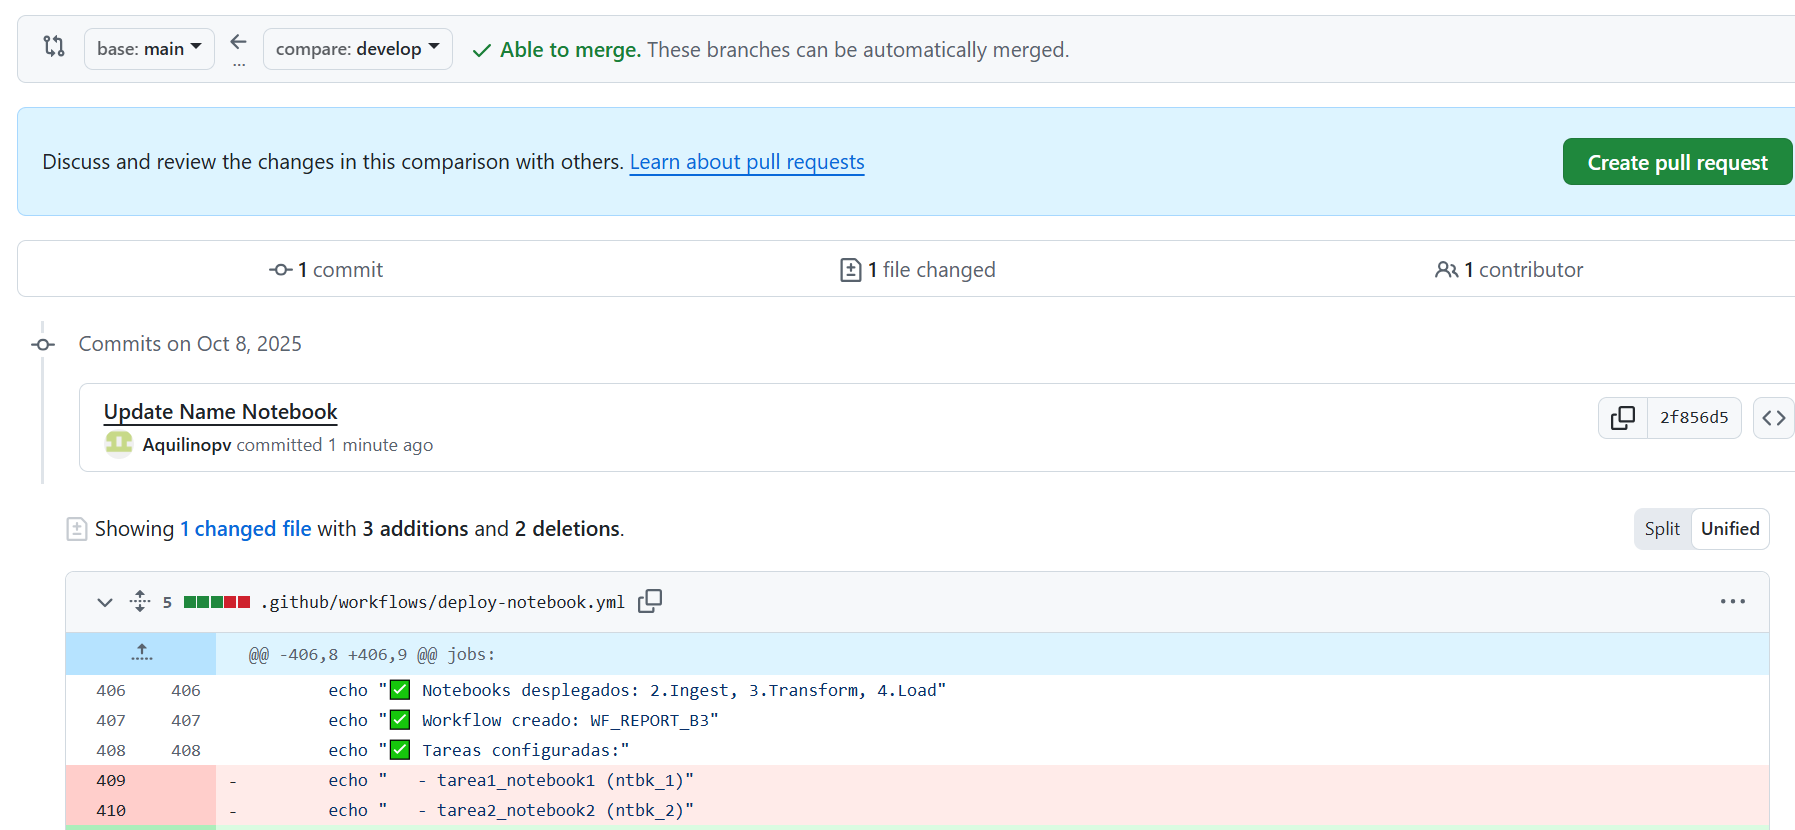 base: main ← compare: develop ✓ Able to merge. These branches can be automatically merged.
...
Discuss and review the changes in this comparison with others. Learn about pull requests Create pull request
1 commit 1 file changed 1 contributor
Commits on Oct 8, 2025
Update Name Notebook
2f856d5 <>
Aquilinopv committed 1 minute ago
Showing 1 changed file with 3 additions and 2 deletions. Split Unified
5 .github/workflows/deploy-notebook.yml ...
@@ -406,8 +406,9 @@ jobs:
406 406 echo "✅ Notebooks desplegados: 2.Ingest, 3.Transform, 4.Load"
407 407 echo "✅ Workflow creado: WF_REPORT_B3"
408 408 echo "✅ Tareas configuradas:"
409 - echo "   - tarea1_notebook1 (ntbk_1)"
410 - echo "   - tarea2_notebook2 (ntbk_2)"